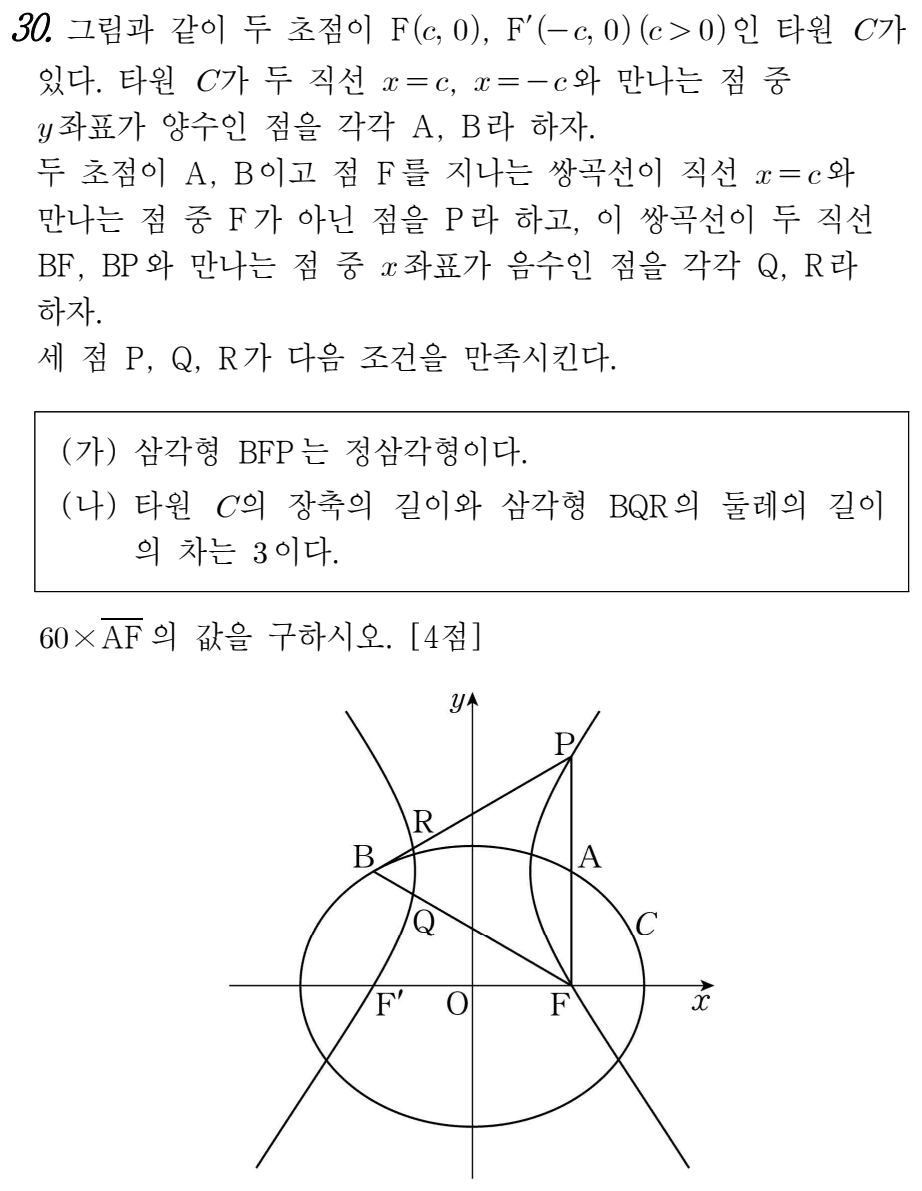 30. 그림과 같이 두 초점이 F(c, 0), F′(−c, 0) (c>0)인 타원 C가
있다. 타원 C가 두 직선 x=c, x=−c와 만나는 점 중
y좌표가 양수인 점을 각각 A, B라 하자.
두 초점이 A, B이고 점 F를 지나는 쌍곡선이 직선 x=c와
만나는 점 중 F가 아닌 점을 P라 하고, 이 쌍곡선이 두 직선
BF, BP와 만나는 점 중 x좌표가 음수인 점을 각각 Q, R라
하자.
세 점 P, Q, R가 다음 조건을 만족시킨다.
(가) 삼각형 BFP는 정삼각형이다.
(나) 타원 C의 장축의 길이와 삼각형 BQR의 둘레의 길이
의 차는 3이다.
60×A̅F̅ 의 값을 구하시오. [4점]
y
P
R
B
A
Q
C
F′
O
F
x